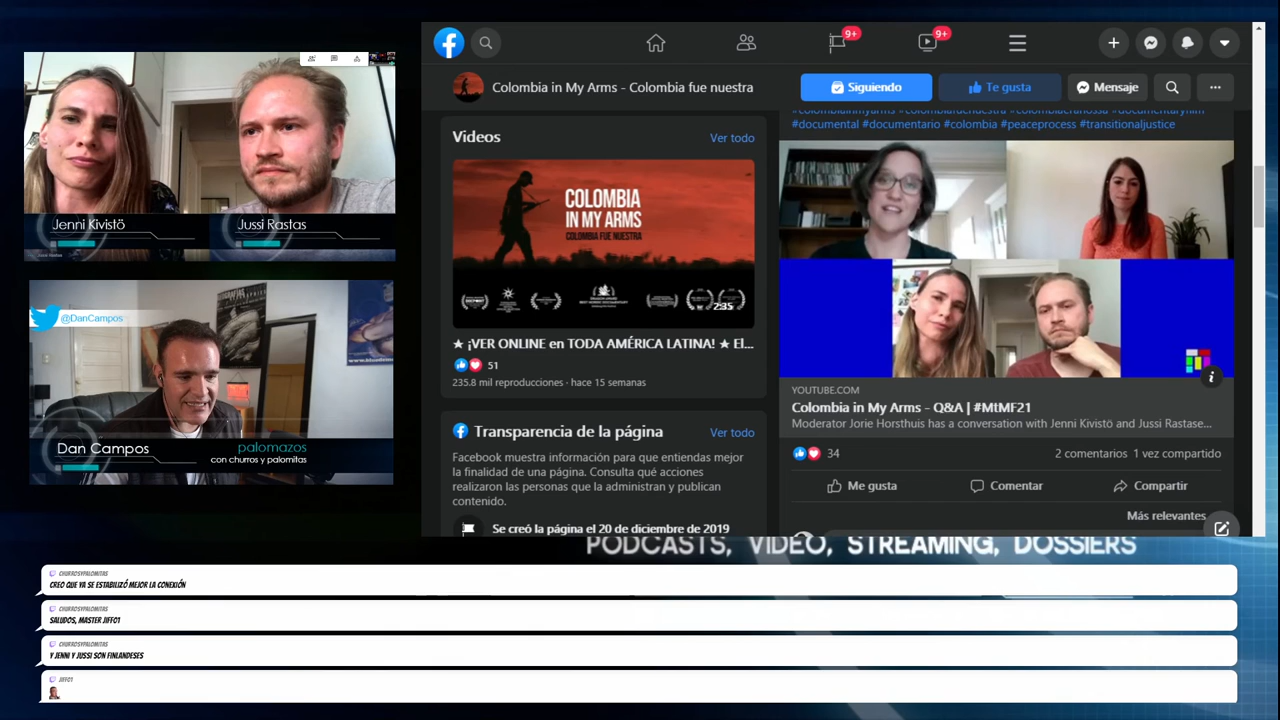 Jenni Kivistö
Jussi Rastas
@DanCampos
Dan Campos
palomazos
con churros y palomitas
9+
9+
Colombia in My Arms - Colombia fue nuestra
Siguiendo
Te gusta
Mensaje
Videos
Ver todo
COLOMBIA
IN MY ARMS
COLOMBIA FUE NUESTRA
2:35
★ ¡VER ONLINE en TODA AMÉRICA LATINA! ★ El...
51
235.8 mil reproducciones · hace 15 semanas
Transparencia de la página
Ver todo
Facebook muestra información para que entiendas mejor
la finalidad de una página. Consulta qué acciones
realizaron las personas que la administran y publican
contenido.
Se creó la página el 20 de diciembre de 2019
#documental #documentario #colombia #peaceprocess #transitionaljustice
YOUTUBE.COM
Colombia in My Arms - Q&A | #MtMF21
Moderator Jorie Horsthuis has a conversation with Jenni Kivistö and Jussi Rastase...
34
2 comentarios 1 vez compartido
Me gusta
Comentar
Compartir
Más relevantes
PODCASTS, VIDEO, STREAMING, DOSSIERS
CHURROSYPALOMITAS
CREO QUE YA SE ESTABILIZÓ MEJOR LA CONEXIÓN
CHURROSYPALOMITAS
SALUDOS, MASTER JIFFO1
CHURROSYPALOMITAS
Y JENNI Y JUSSI SON FINLANDESES
JIFFO1